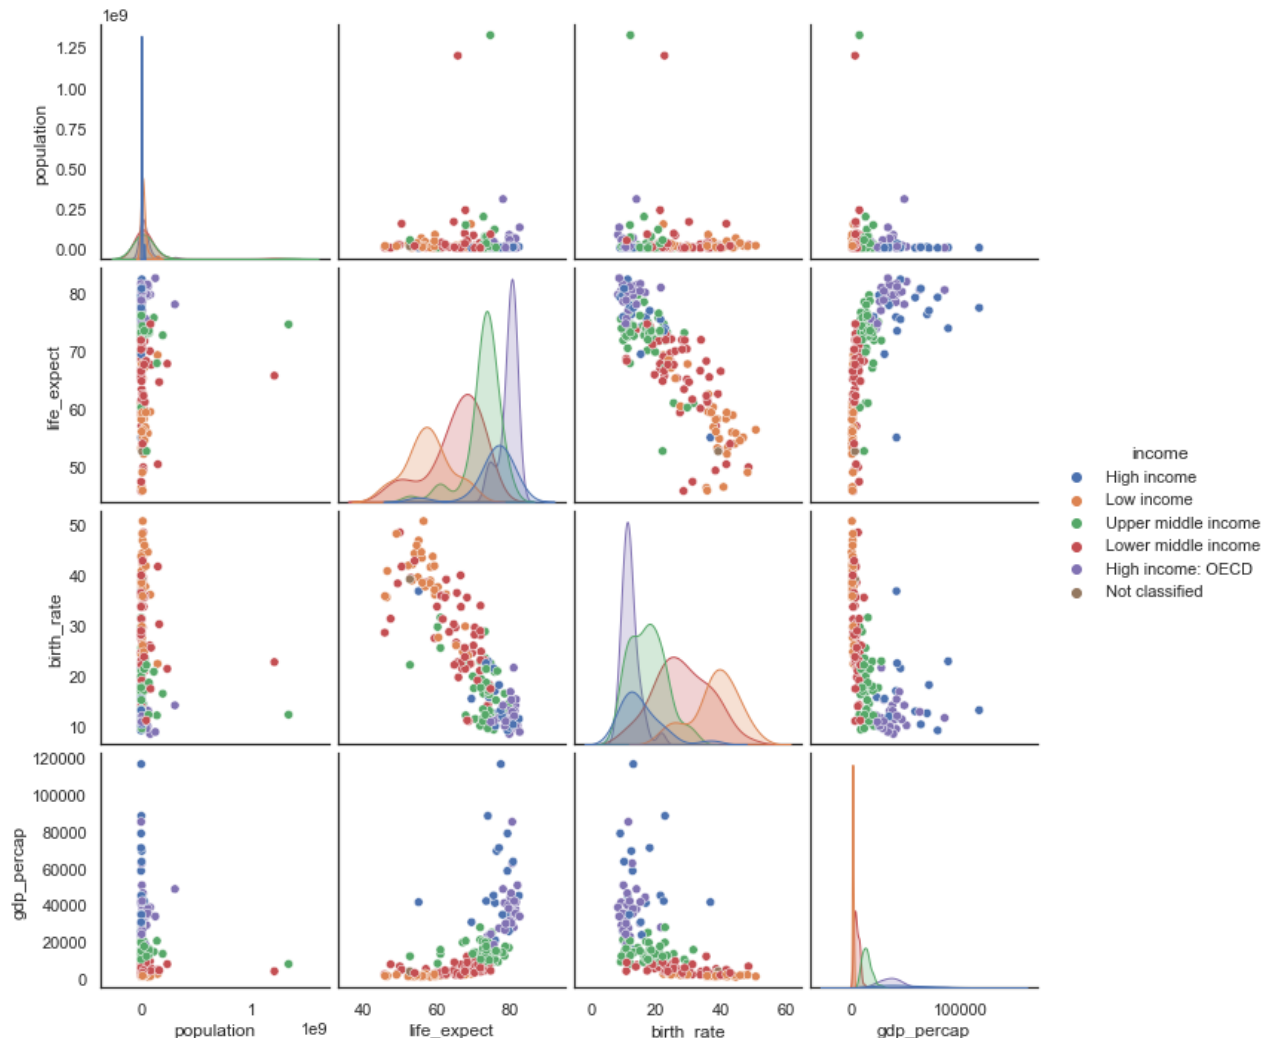 1e9
1.25
1.00
0.75
0.50
0.25
0.00
population
80
70
60
50
life_expect
50
40
30
20
10
birth_rate
120000
100000
80000
60000
40000
20000
0
gdp_percap
0 1 40 60 80 0 20 40 60 0 100000
population 1e9 life_expect birth_rate gdp_percap
income
High income
Low income
Upper middle income
Lower middle income
High income: OECD
Not classified